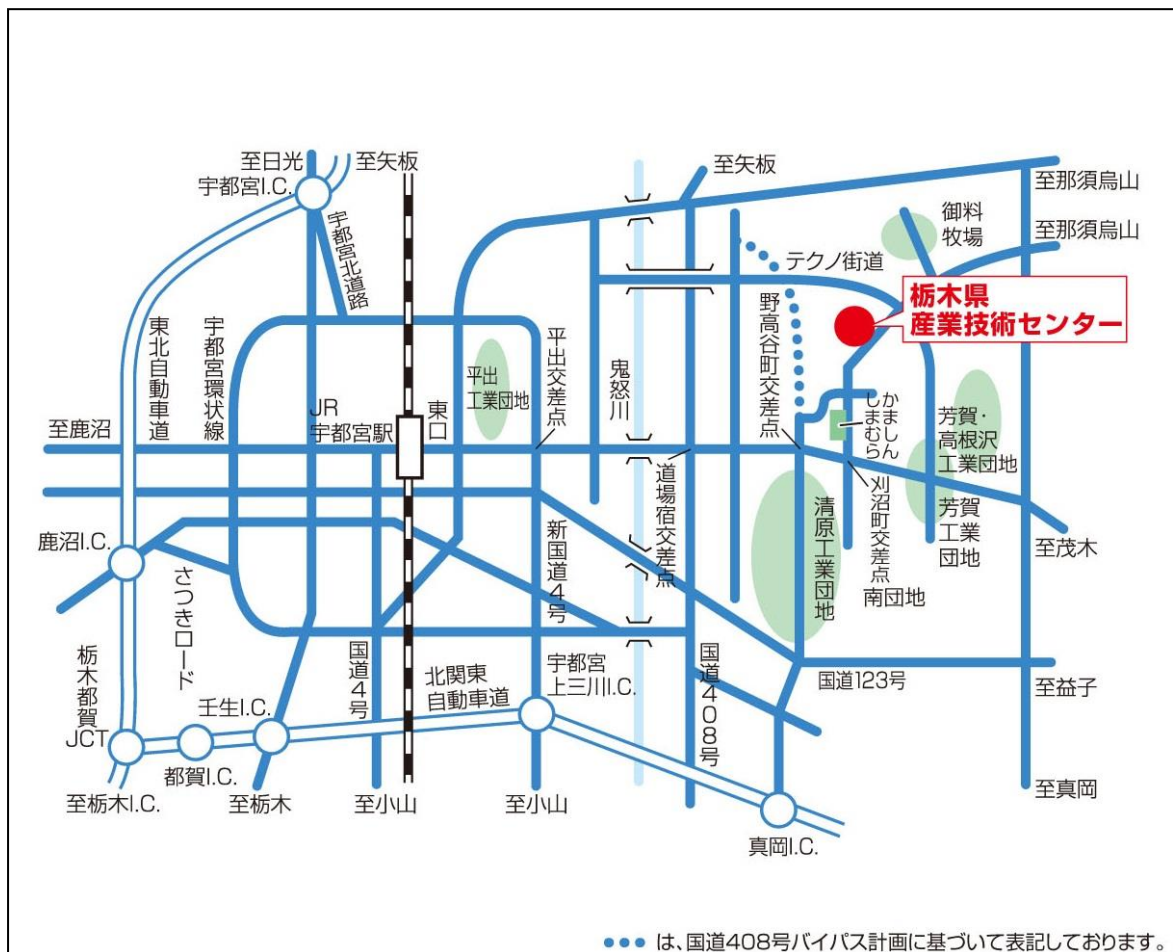 至日光
至矢板
宇都宮I.C.
宇都宮北道路
至矢板
至那須烏山
御料
牧場
至那須烏山
テクノ街道
栃木県
産業技術センター
東北自動車道
宇都宮環状線
JR
宇都宮駅
東口
平出
工業団地
平出交差点
鬼怒川
野高谷町交差点
かましん
しまむら
芳賀・
高根沢
工業団地
至鹿沼
道場宿交差点
刈沼町交差点
清原工業団地
南団地
芳賀
工業
団地
至茂木
鹿沼I.C.
さつきロード
新国道4号
国道4号
北関東
自動車道
宇都宮
上三川I.C.
国道408号
国道123号
至益子
栃木都賀
JCT
壬生I.C.
都賀I.C.
至栃木I.C.
至栃木
至小山
至小山
至真岡
真岡I.C.
●●● は、国道408号バイパス計画に基づいて表記しております。